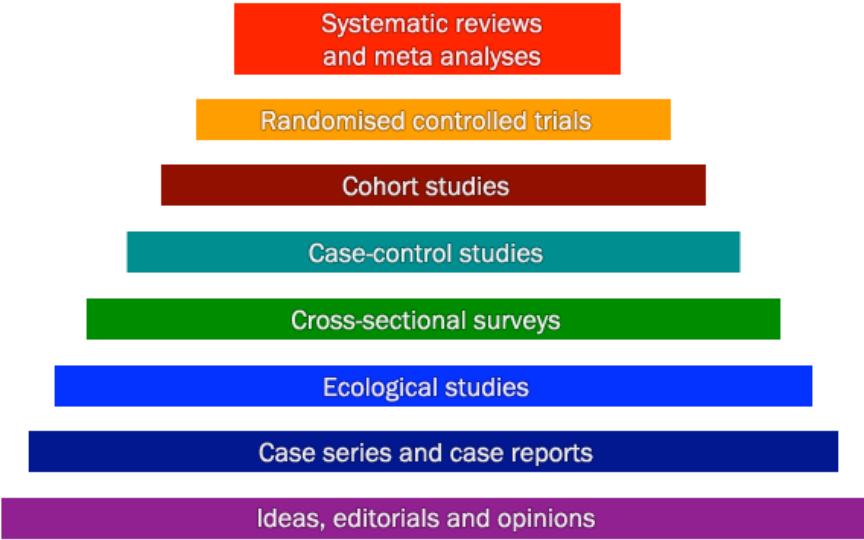 Systematic reviews
and meta analyses
Randomised controlled trials
Cohort studies
Case-control studies
Cross-sectional surveys
Ecological studies
Case series and case reports
Ideas, editorials and opinions